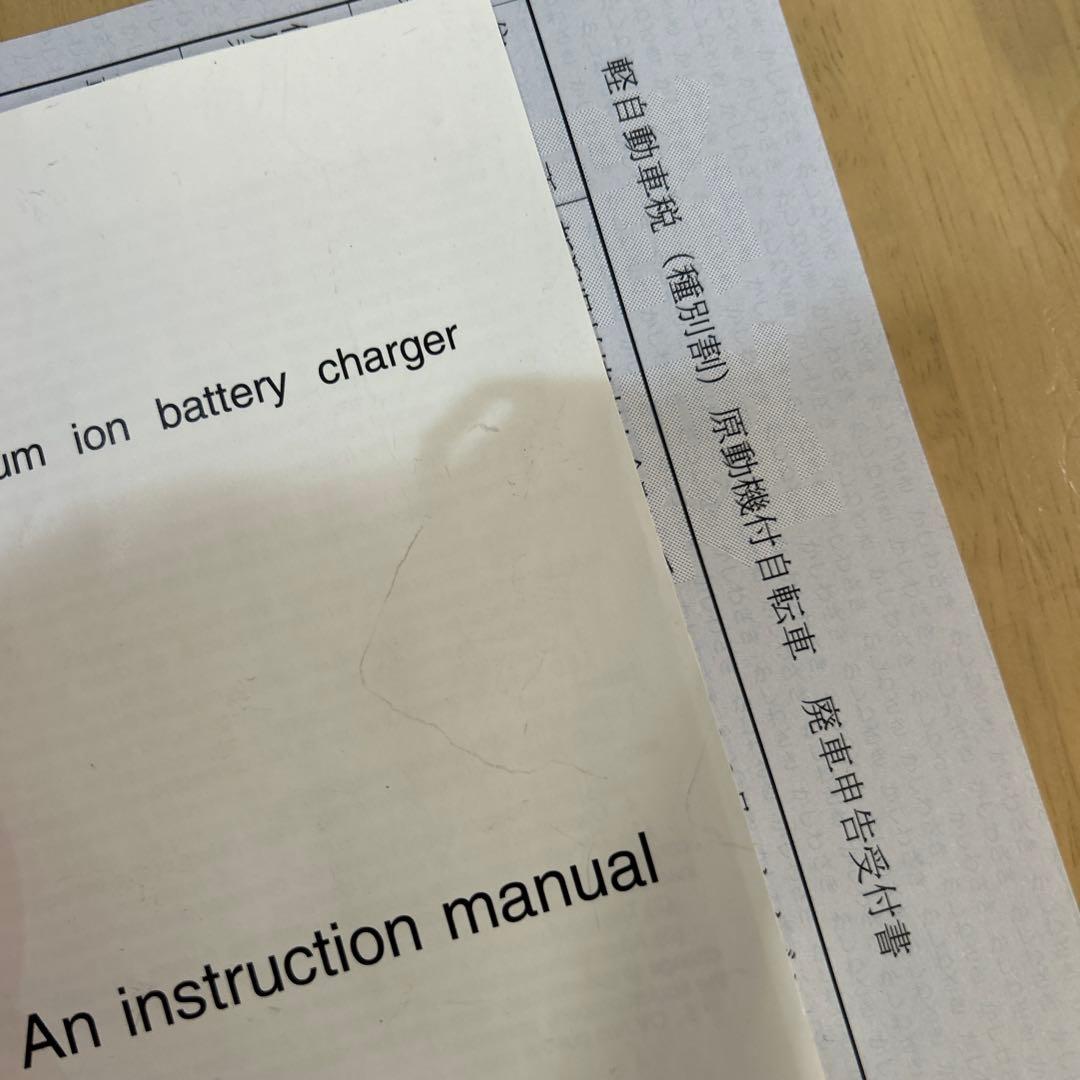 ion battery charger
An instruction manual
軽自動車税（種別割）原動機付自転車　廃車申告受付書